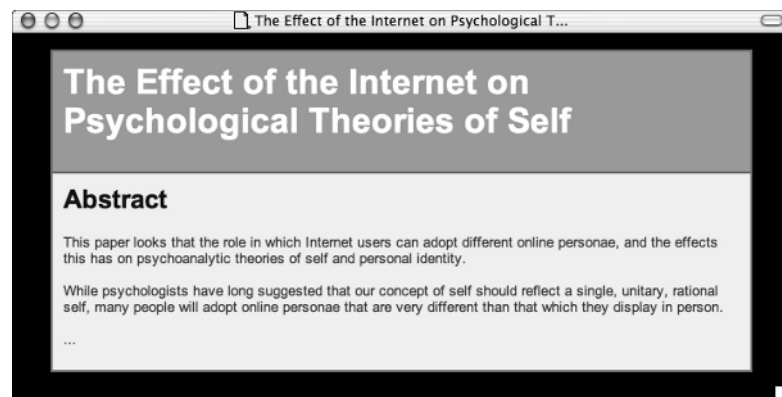 The Effect of the Internet on Psychological T...
The Effect of the Internet on
Psychological Theories of Self
Abstract
This paper looks that the role in which Internet users can adopt different online personae, and the effects
this has on psychoanalytic theories of self and personal identity.
While psychologists have long suggested that our concept of self should reflect a single, unitary, rational
self, many people will adopt online personae that are very different than that which they display in person.
...